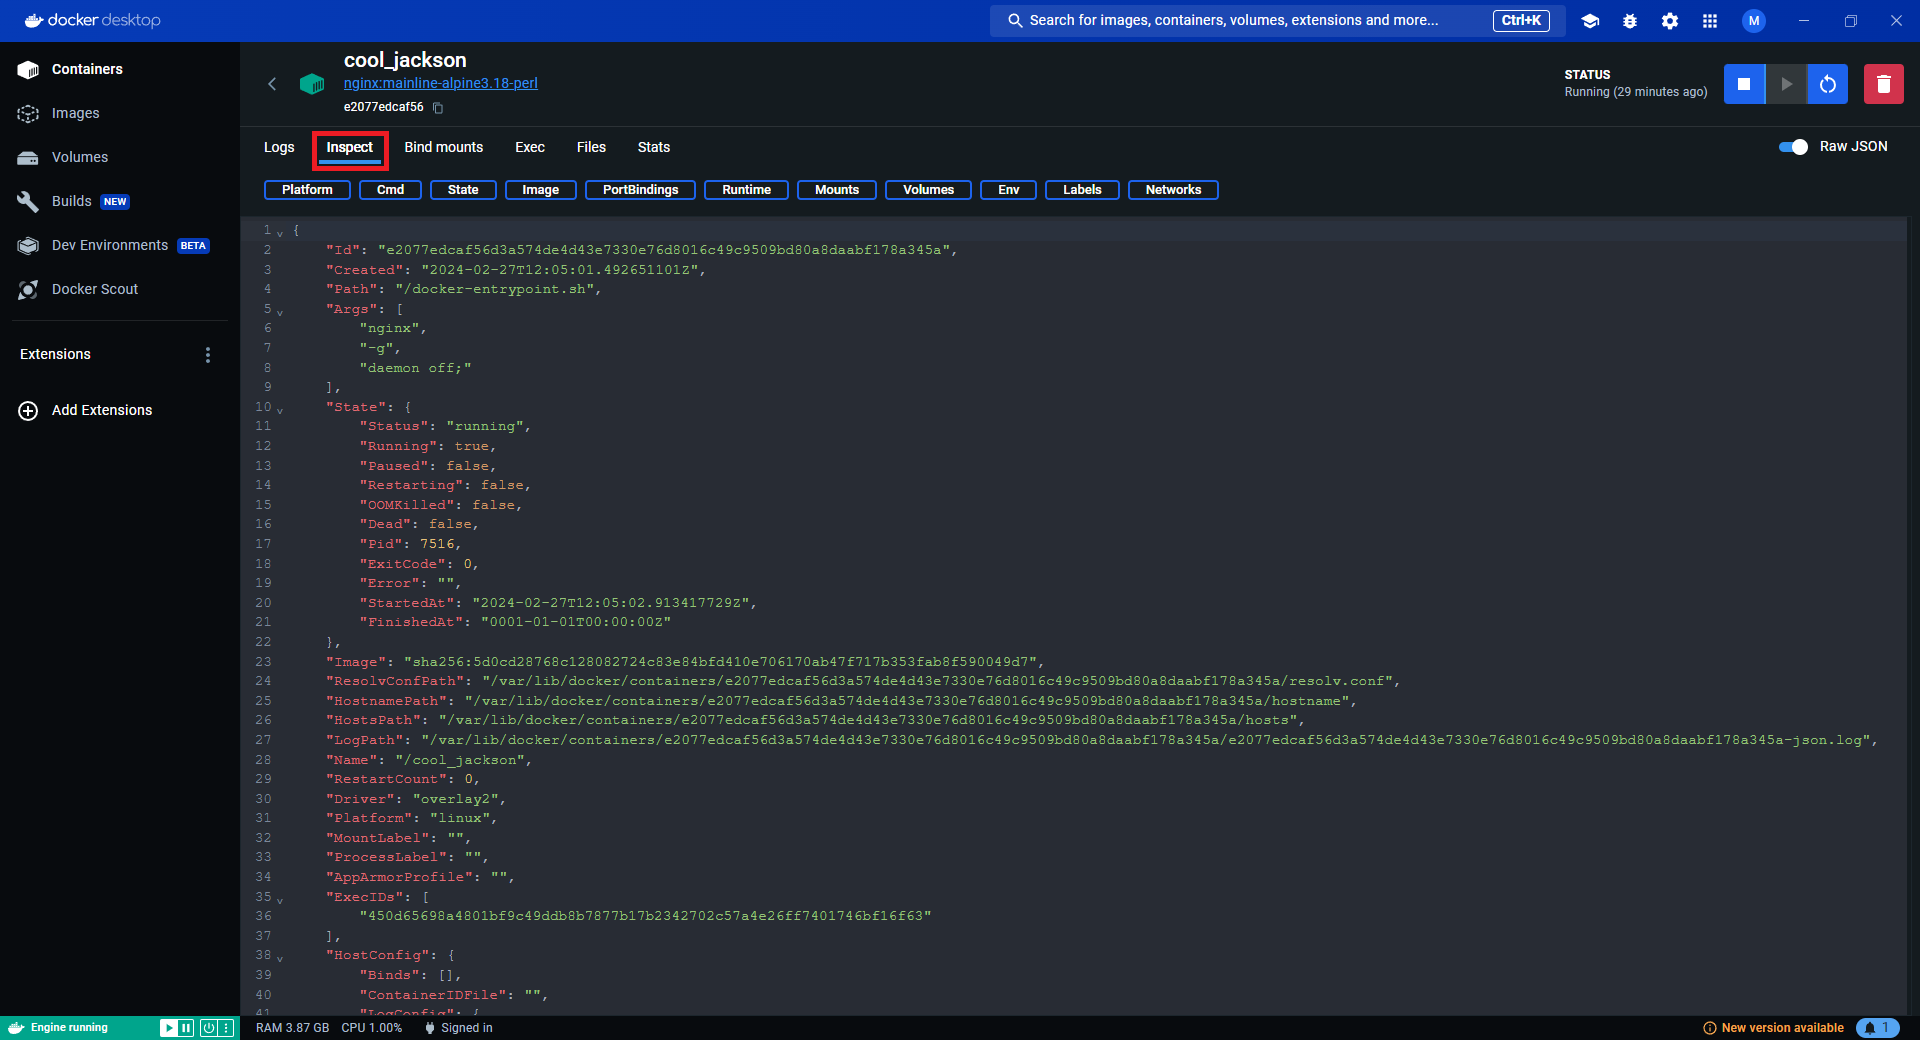 docker desktop
Search for images, containers, volumes, extensions and more...
Ctrl+K
M
Containers
Images
Volumes
Builds NEW
Dev Environments BETA
Docker Scout
Extensions
Add Extensions
cool_jackson
nginx:mainline-alpine3.18-perl
e2077edcaf56
STATUS
Running (29 minutes ago)
Logs Inspect Bind mounts Exec Files Stats
Raw JSON
Platform Cmd State Image PortBindings Runtime Mounts Volumes Env Labels Networks
1 {
2 "Id": "e2077edcaf56d3a574de4d43e7330e76d8016c49c9509bd80a8daabf178a345a",
3 "Created": "2024-02-27T12:05:01.492651101Z",
4 "Path": "/docker-entrypoint.sh",
5 "Args": [
6 "nginx",
7 "-g",
8 "daemon off;"
9 ],
10 "State": {
11 "Status": "running",
12 "Running": true,
13 "Paused": false,
14 "Restarting": false,
15 "OOMKilled": false,
16 "Dead": false,
17 "Pid": 7516,
18 "ExitCode": 0,
19 "Error": "",
20 "StartedAt": "2024-02-27T12:05:02.913417729Z",
21 "FinishedAt": "0001-01-01T00:00:00Z"
22 },
23 "Image": "sha256:5d0cd28768c128082724c83e84bfd410e706170ab47f717b353fab8f590049d7",
24 "ResolvConfPath": "/var/lib/docker/containers/e2077edcaf56d3a574de4d43e7330e76d8016c49c9509bd80a8daabf178a345a/resolv.conf",
25 "HostnamePath": "/var/lib/docker/containers/e2077edcaf56d3a574de4d43e7330e76d8016c49c9509bd80a8daabf178a345a/hostname",
26 "HostsPath": "/var/lib/docker/containers/e2077edcaf56d3a574de4d43e7330e76d8016c49c9509bd80a8daabf178a345a/hosts",
27 "LogPath": "/var/lib/docker/containers/e2077edcaf56d3a574de4d43e7330e76d8016c49c9509bd80a8daabf178a345a/e2077edcaf56d3a574de4d43e7330e76d8016c49c9509bd80a8daabf178a345a-json.log",
28 "Name": "/cool_jackson",
29 "RestartCount": 0,
30 "Driver": "overlay2",
31 "Platform": "linux",
32 "MountLabel": "",
33 "ProcessLabel": "",
34 "AppArmorProfile": "",
35 "ExecIDs": [
36 "450d65698a4801bf9c49ddb8b7877b17b2342702c57a4e26ff7401746bf16f63"
37 ],
38 "HostConfig": {
39 "Binds": [],
40 "ContainerIDFile": "",
41 "LogConfig": {
Engine running
RAM 3.87 GB CPU 1.00% Signed in
New version available
1